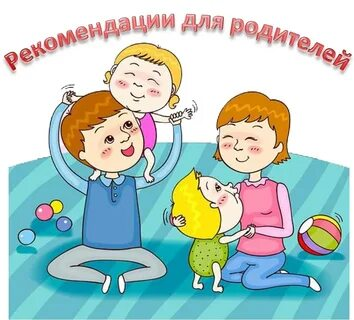 Рекомендации для родителей